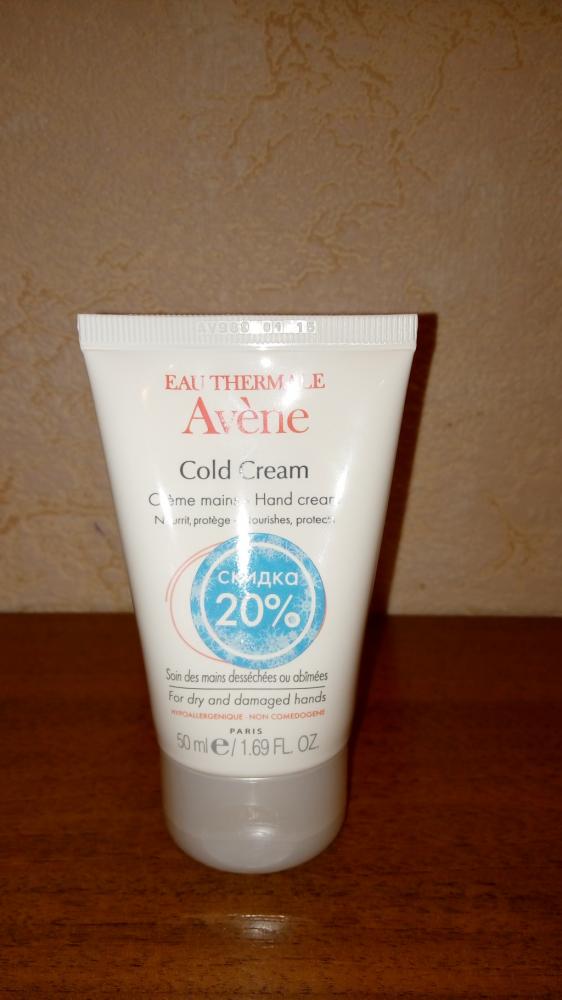 01 15
EAU THERMALE
Avène
Cold Cream
Crème mains - Hand cream
Nourrit, protège - Nourishes, protects
скидка
20%
Soin des mains desséchées ou abîmées
For dry and damaged hands
HYPOALLERGENIQUE - NON COMEDOGENE
PARIS
50 ml e / 1.69 FL. OZ.